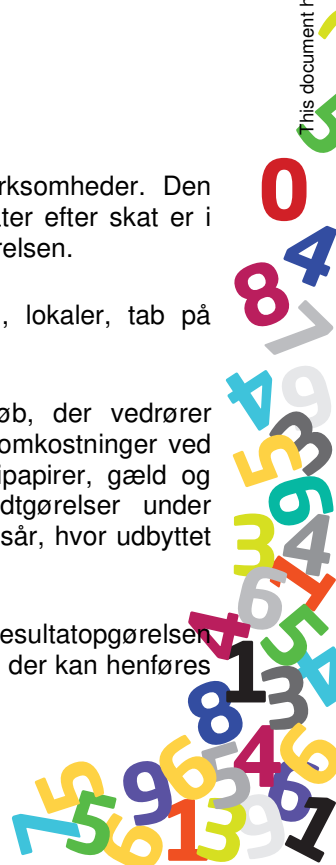 This document h
rksomheder. Den
ter efter skat er i
relsen.
, lokaler, tab på
øb, der vedrører
omkostninger ved
ipapirer, gæld og
dtgørelser under
sår, hvor udbyttet
esultatopgørelsen
der kan henføres